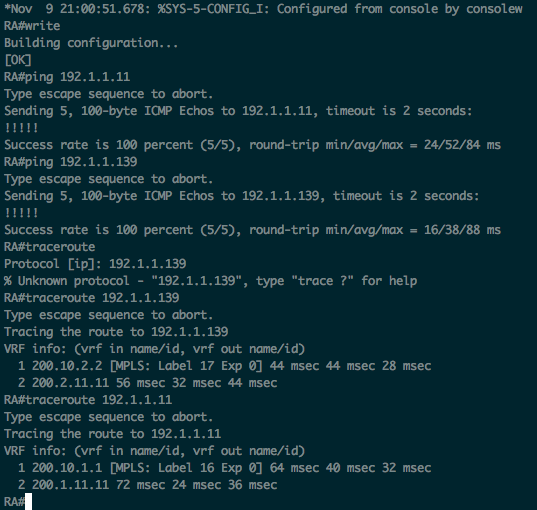 *Nov  9 21:00:51.678: %SYS-5-CONFIG_I: Configured from console by consolew
RA#write
Building configuration...
[OK]
RA#ping 192.1.1.11
Type escape sequence to abort.
Sending 5, 100-byte ICMP Echos to 192.1.1.11, timeout is 2 seconds:
!!!!!
Success rate is 100 percent (5/5), round-trip min/avg/max = 24/52/84 ms
RA#ping 192.1.1.139
Type escape sequence to abort.
Sending 5, 100-byte ICMP Echos to 192.1.1.139, timeout is 2 seconds:
!!!!!
Success rate is 100 percent (5/5), round-trip min/avg/max = 16/38/88 ms
RA#traceroute
Protocol [ip]: 192.1.1.139
% Unknown protocol - "192.1.1.139", type "trace ?" for help
RA#traceroute 192.1.1.139
Type escape sequence to abort.
Tracing the route to 192.1.1.139
VRF info: (vrf in name/id, vrf out name/id)
  1 200.10.2.2 [MPLS: Label 17 Exp 0] 44 msec 44 msec 28 msec
  2 200.2.11.11 56 msec 32 msec 44 msec
RA#traceroute 192.1.1.11
Type escape sequence to abort.
Tracing the route to 192.1.1.11
VRF info: (vrf in name/id, vrf out name/id)
  1 200.10.1.1 [MPLS: Label 16 Exp 0] 64 msec 40 msec 32 msec
  2 200.1.11.11 72 msec 24 msec 36 msec
RA#